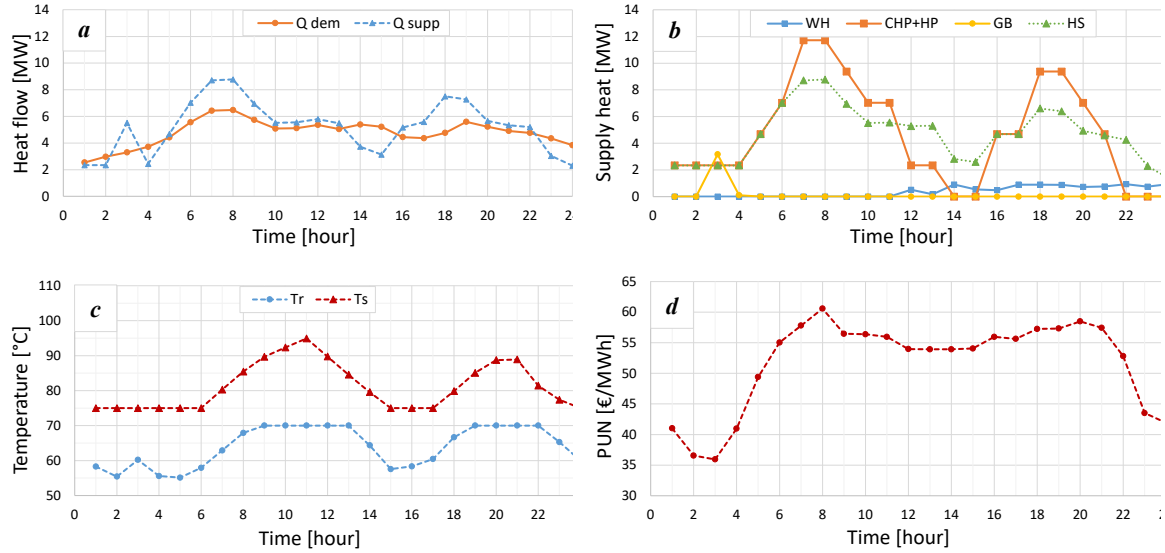 a
Q dem Q supp
Heat flow [MW]
14
12
10
8
6
4
2
0
0 2 4 6 8 10 12 14 16 18 20 22 2
Time [hour]
b
WH CHP+HP GB HS
Supply heat [MW]
14
12
10
8
6
4
2
0
0 2 4 6 8 10 12 14 16 18 20 22
Time [hour]
c
Tr Ts
Temperature [°C]
110
100
90
80
70
60
50
0 2 4 6 8 10 12 14 16 18 20 22
Time [hour]
d
PUN [€/MWh]
65
60
55
50
45
40
35
30
0 2 4 6 8 10 12 14 16 18 20 22
Time [hour]